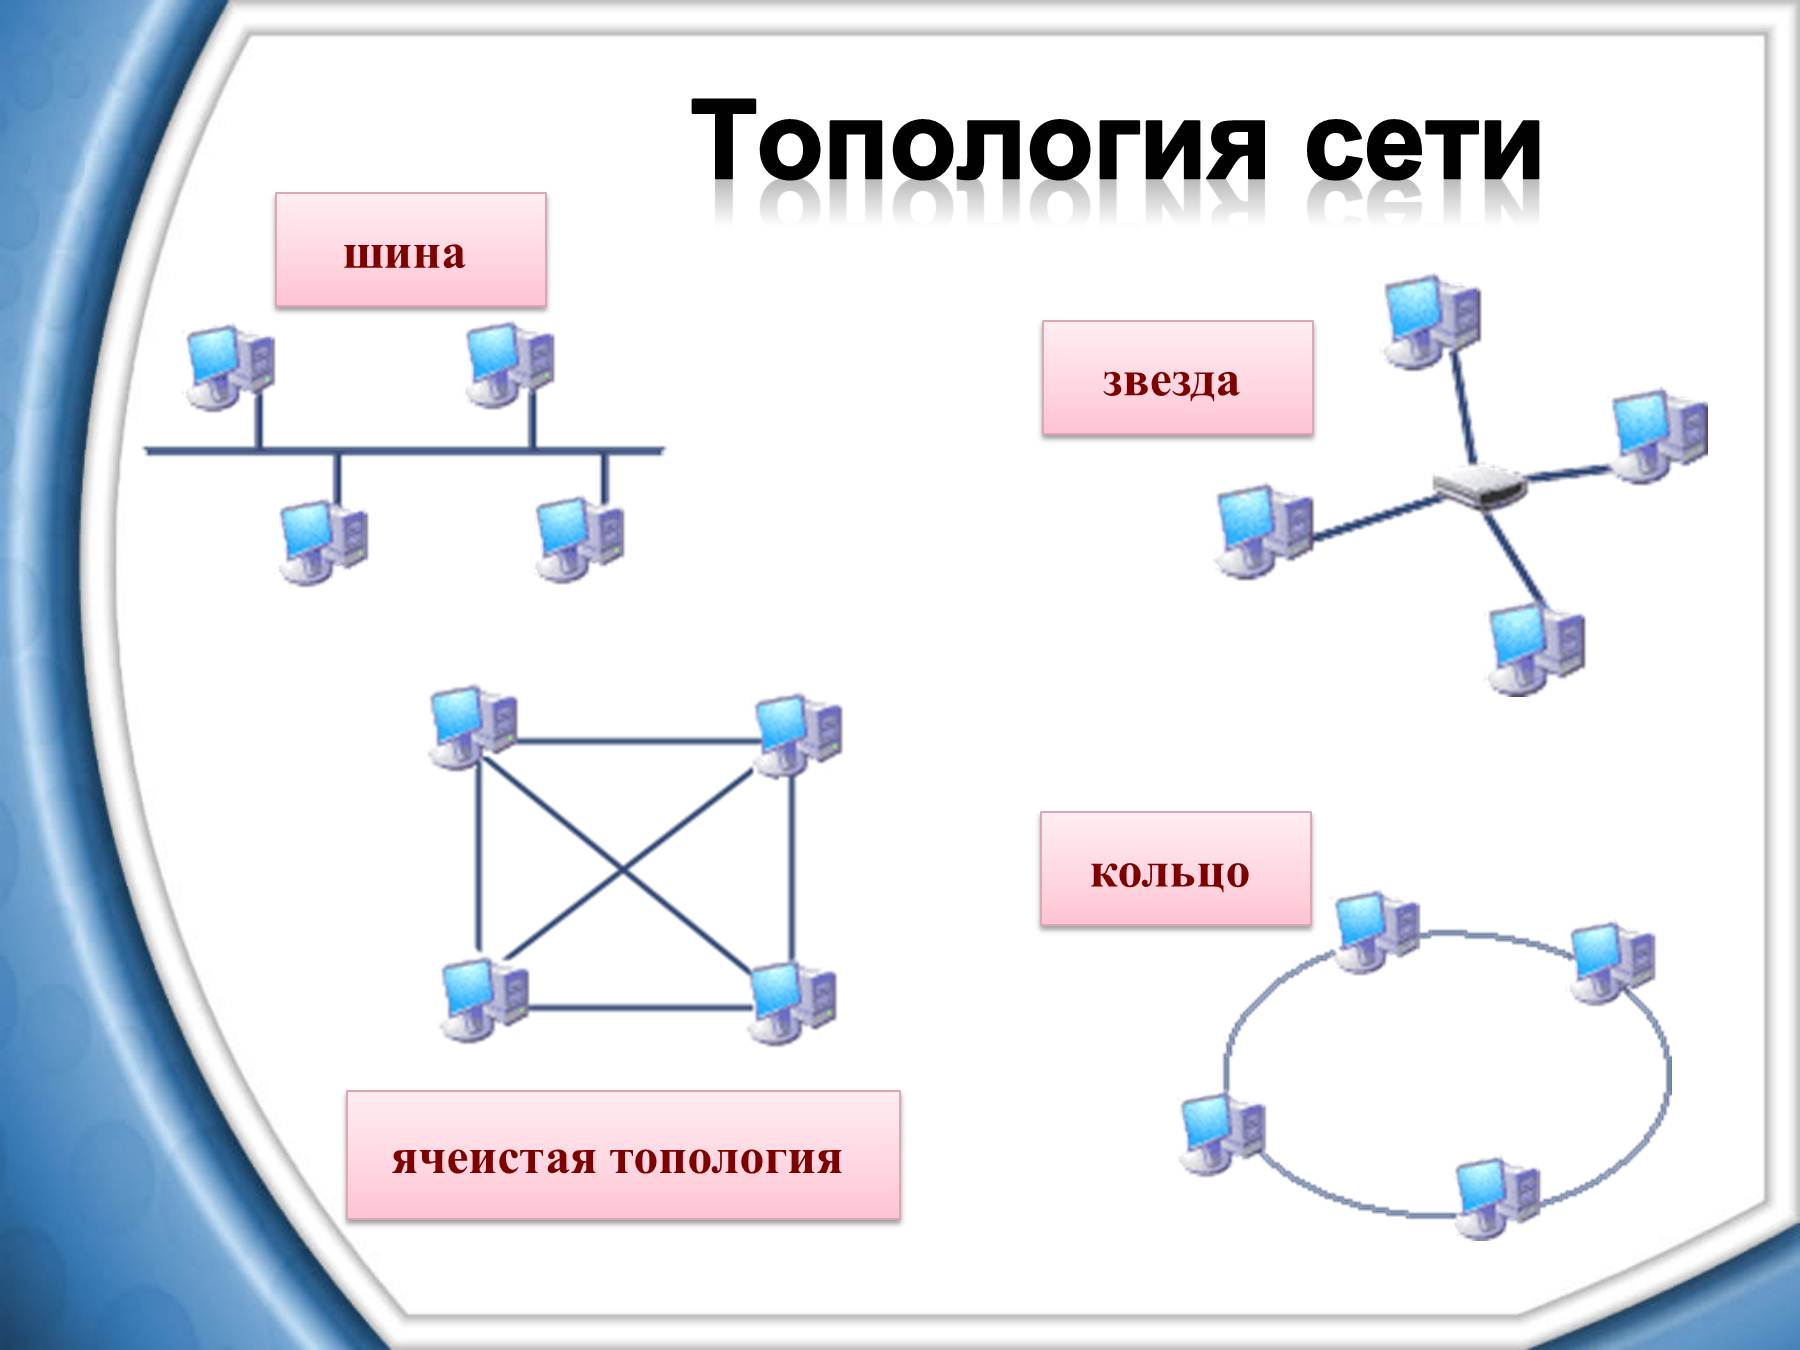 Топология сети
шина
звезда
кольцо
ячеистая топология